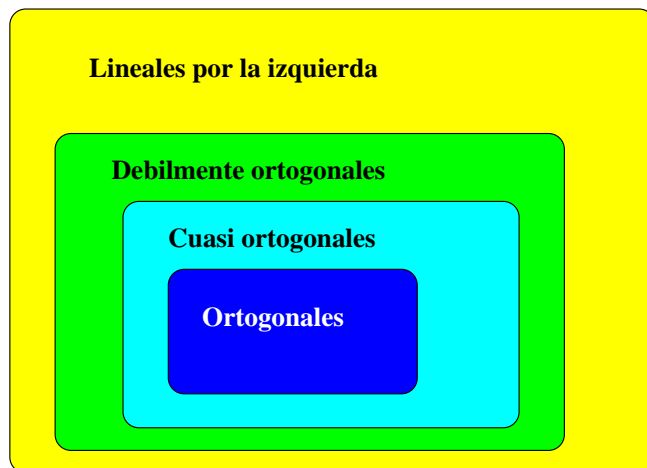 Lineales por la izquierda
Debilmente ortogonales
Cuasi ortogonales
Ortogonales